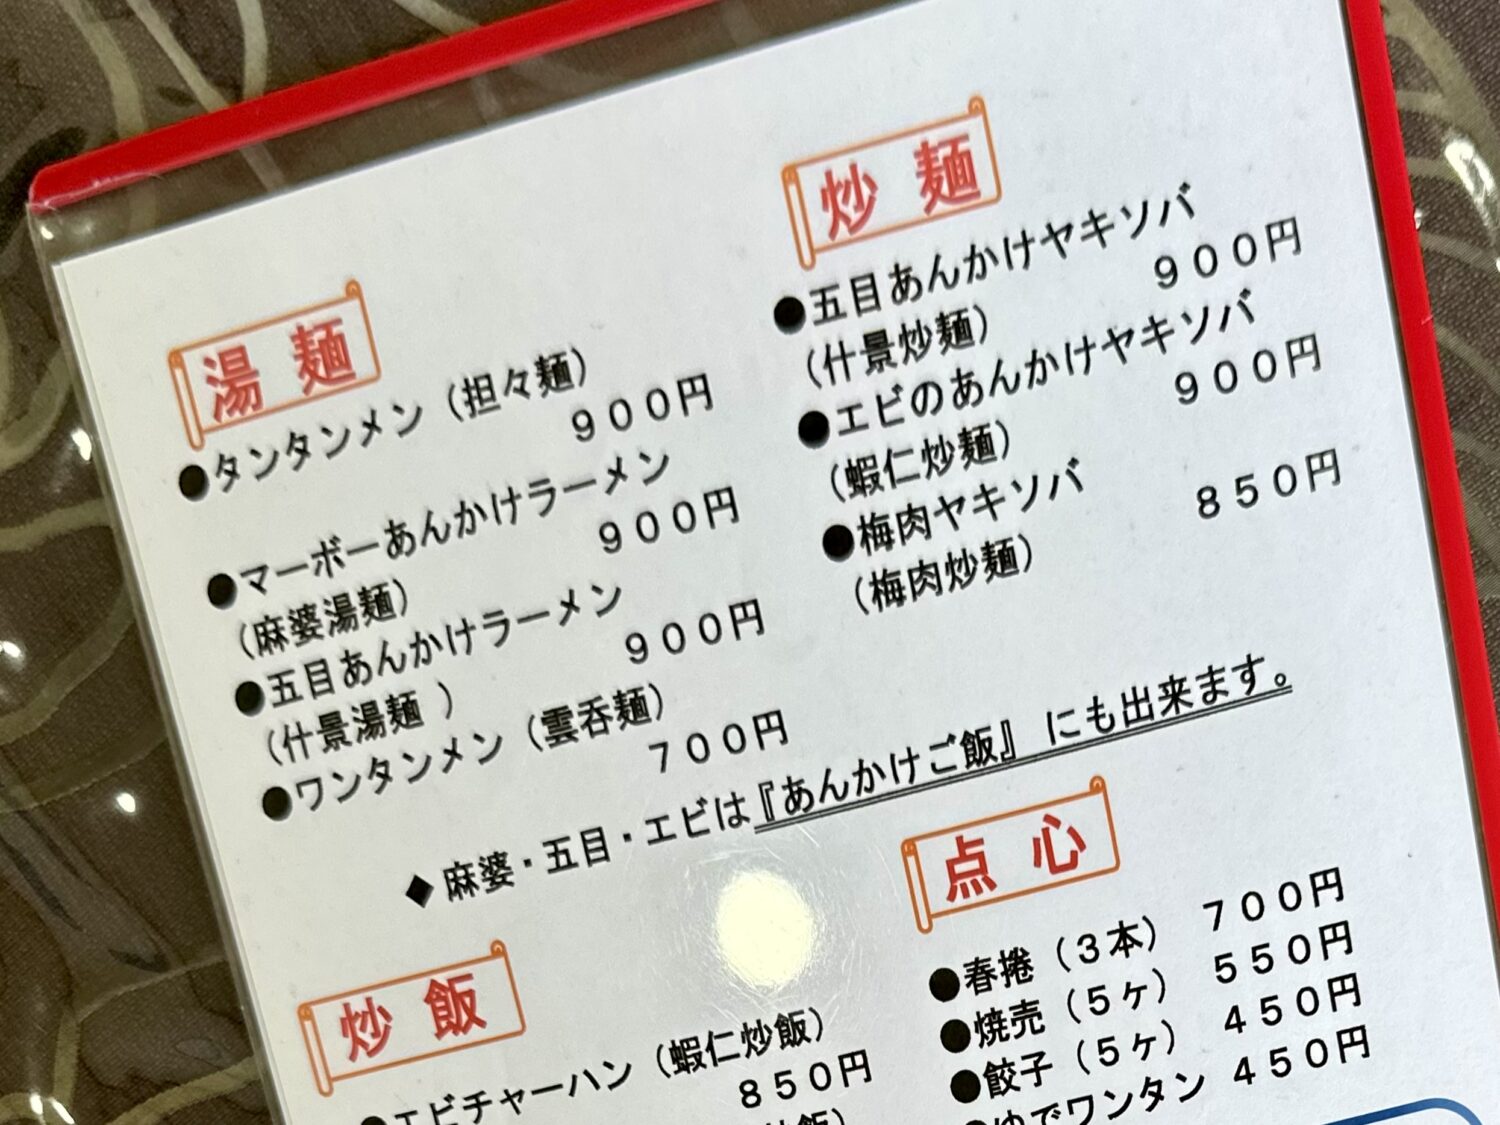 湯麺
●タンタンメン（担々麺）
９００円
●マーボーあんかけラーメン
９００円
（麻婆湯麺）
●五目あんかけラーメン
９００円
（什景湯麺 ）
●ワンタンメン（雲呑麺）
７００円
炒麺
●五目あんかけヤキソバ
９００円
（什景炒麺）
●エビのあんかけヤキソバ
９００円
（蝦仁炒麺）
●梅肉ヤキソバ ８５０円
（梅肉炒麺）
◆麻婆・五目・エビは『あんかけご飯』にも出来ます。
点心
●春捲（３本） ７００円
●焼売（５ヶ） ５５０円
●餃子（５ヶ） ４５０円
●ゆでワンタン ４５０円
炒飯
●エビチャーハン（蝦仁炒飯）
８５０円